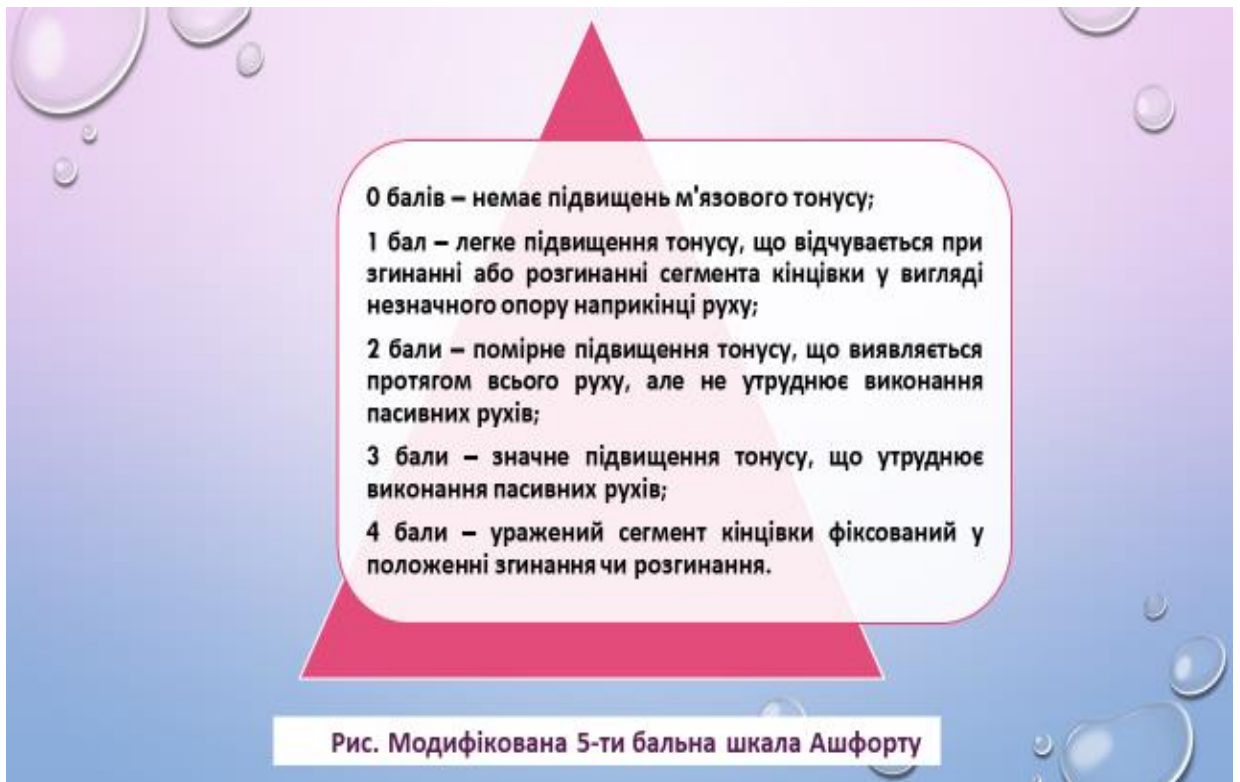 0 балів – немає підвищень м'язового тонусу;
1 бал – легке підвищення тонусу, що відчувається при
згинанні або розгинанні сегмента кінцівки у вигляді
незначного опору наприкінці руху;
2 бали – помірне підвищення тонусу, що виявляється
протягом всього руху, але не утруднює виконання
пасивних рухів;
3 бали – значне підвищення тонусу, що утруднює
виконання пасивних рухів;
4 бали – уражений сегмент кінцівки фіксований у
положенні згинання чи розгинання.
Рис. Модифікована 5-ти бальна шкала Ашфорту